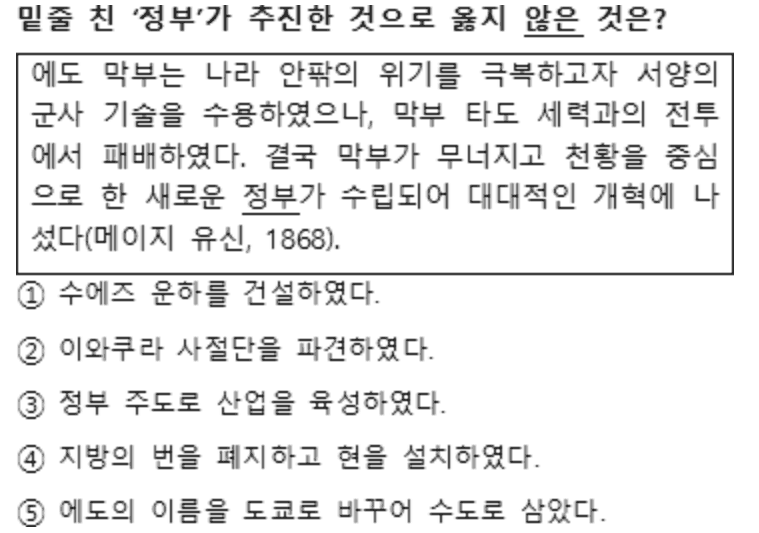 밑줄 친 '정부'가 추진한 것으로 옳지 않은 것은?
에도 막부는 나라 안팎의 위기를 극복하고자 서양의
군사 기술을 수용하였으나, 막부 타도 세력과의 전투
에서 패배하였다. 결국 막부가 무너지고 천황을 중심
으로 한 새로운 정부가 수립되어 대대적인 개혁에 나
섰다(메이지 유신, 1868).
① 수에즈 운하를 건설하였다.
② 이와쿠라 사절단을 파견하였다.
③ 정부 주도로 산업을 육성하였다.
④ 지방의 번을 폐지하고 현을 설치하였다.
⑤ 에도의 이름을 도쿄로 바꾸어 수도로 삼았다.